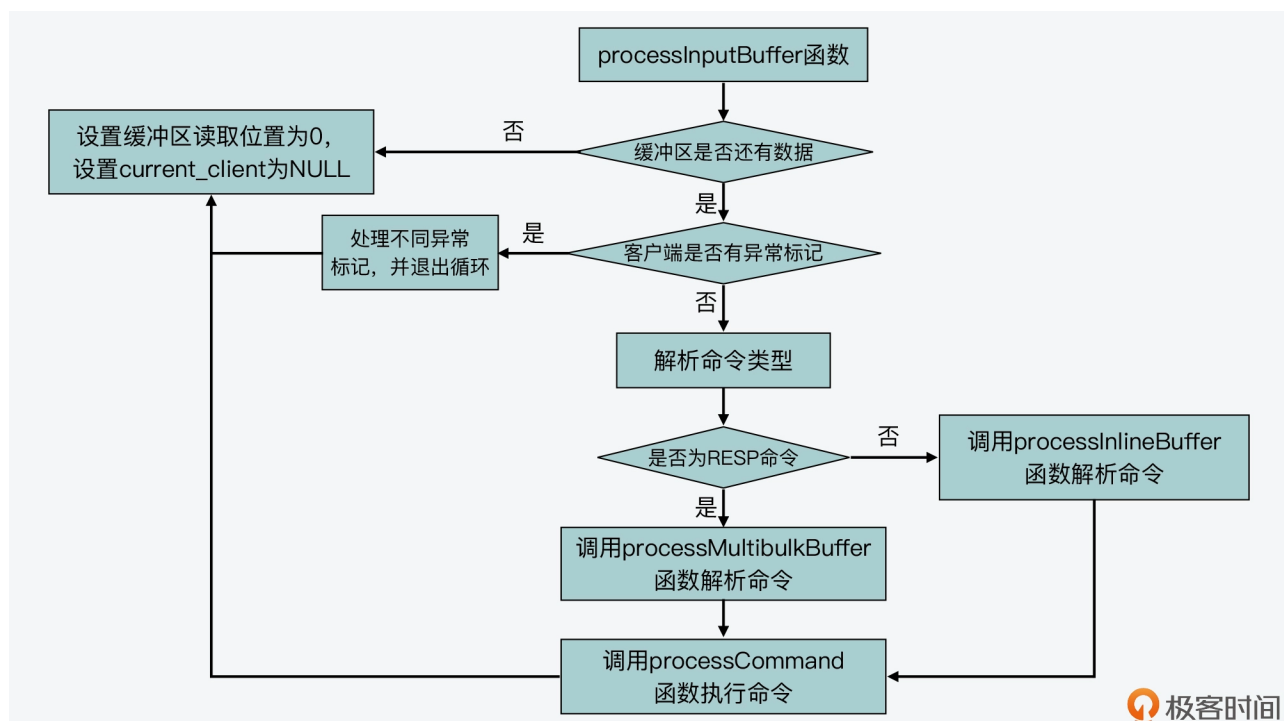 processInputBuffer函数
缓冲区是否还有数据
否
设置缓冲区读取位置为0，
设置current_client为NULL
是
客户端是否有异常标记
是
处理不同异常
标记，并退出循环
否
解析命令类型
是否为RESP命令
否
调用processInlineBuffer
函数解析命令
是
调用processMultibulkBuffer
函数解析命令
调用processCommand
函数执行命令
极客时间